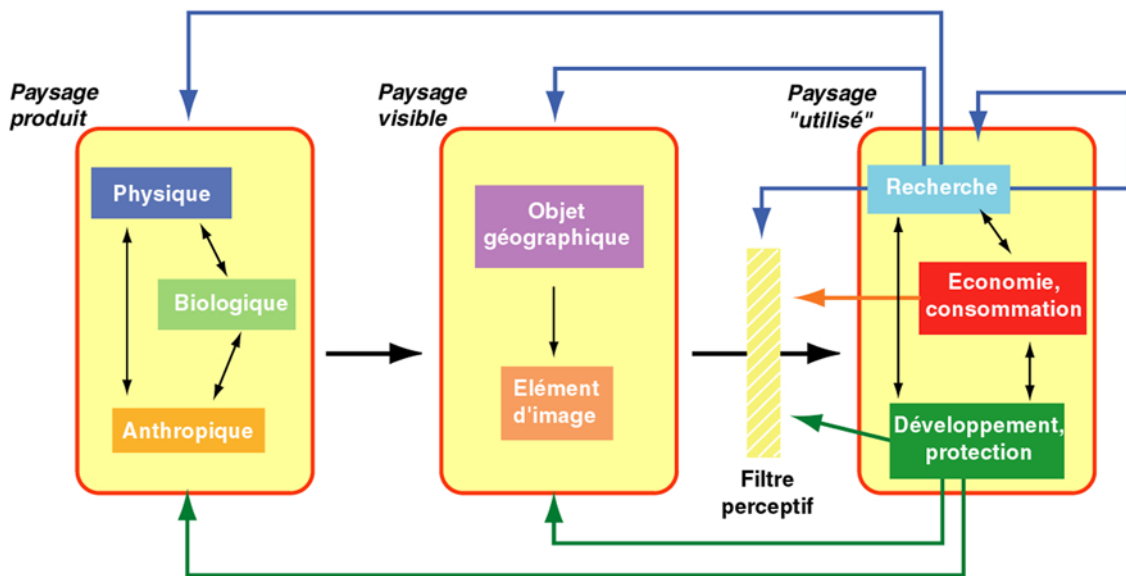 Paysage
produit
Physique
Biologique
Anthropique
Paysage
visible
Objet
géographique
Elément
d'image
Filtre
perceptif
Paysage
"utilisé"
Recherche
Economie,
consommation
Développement,
protection